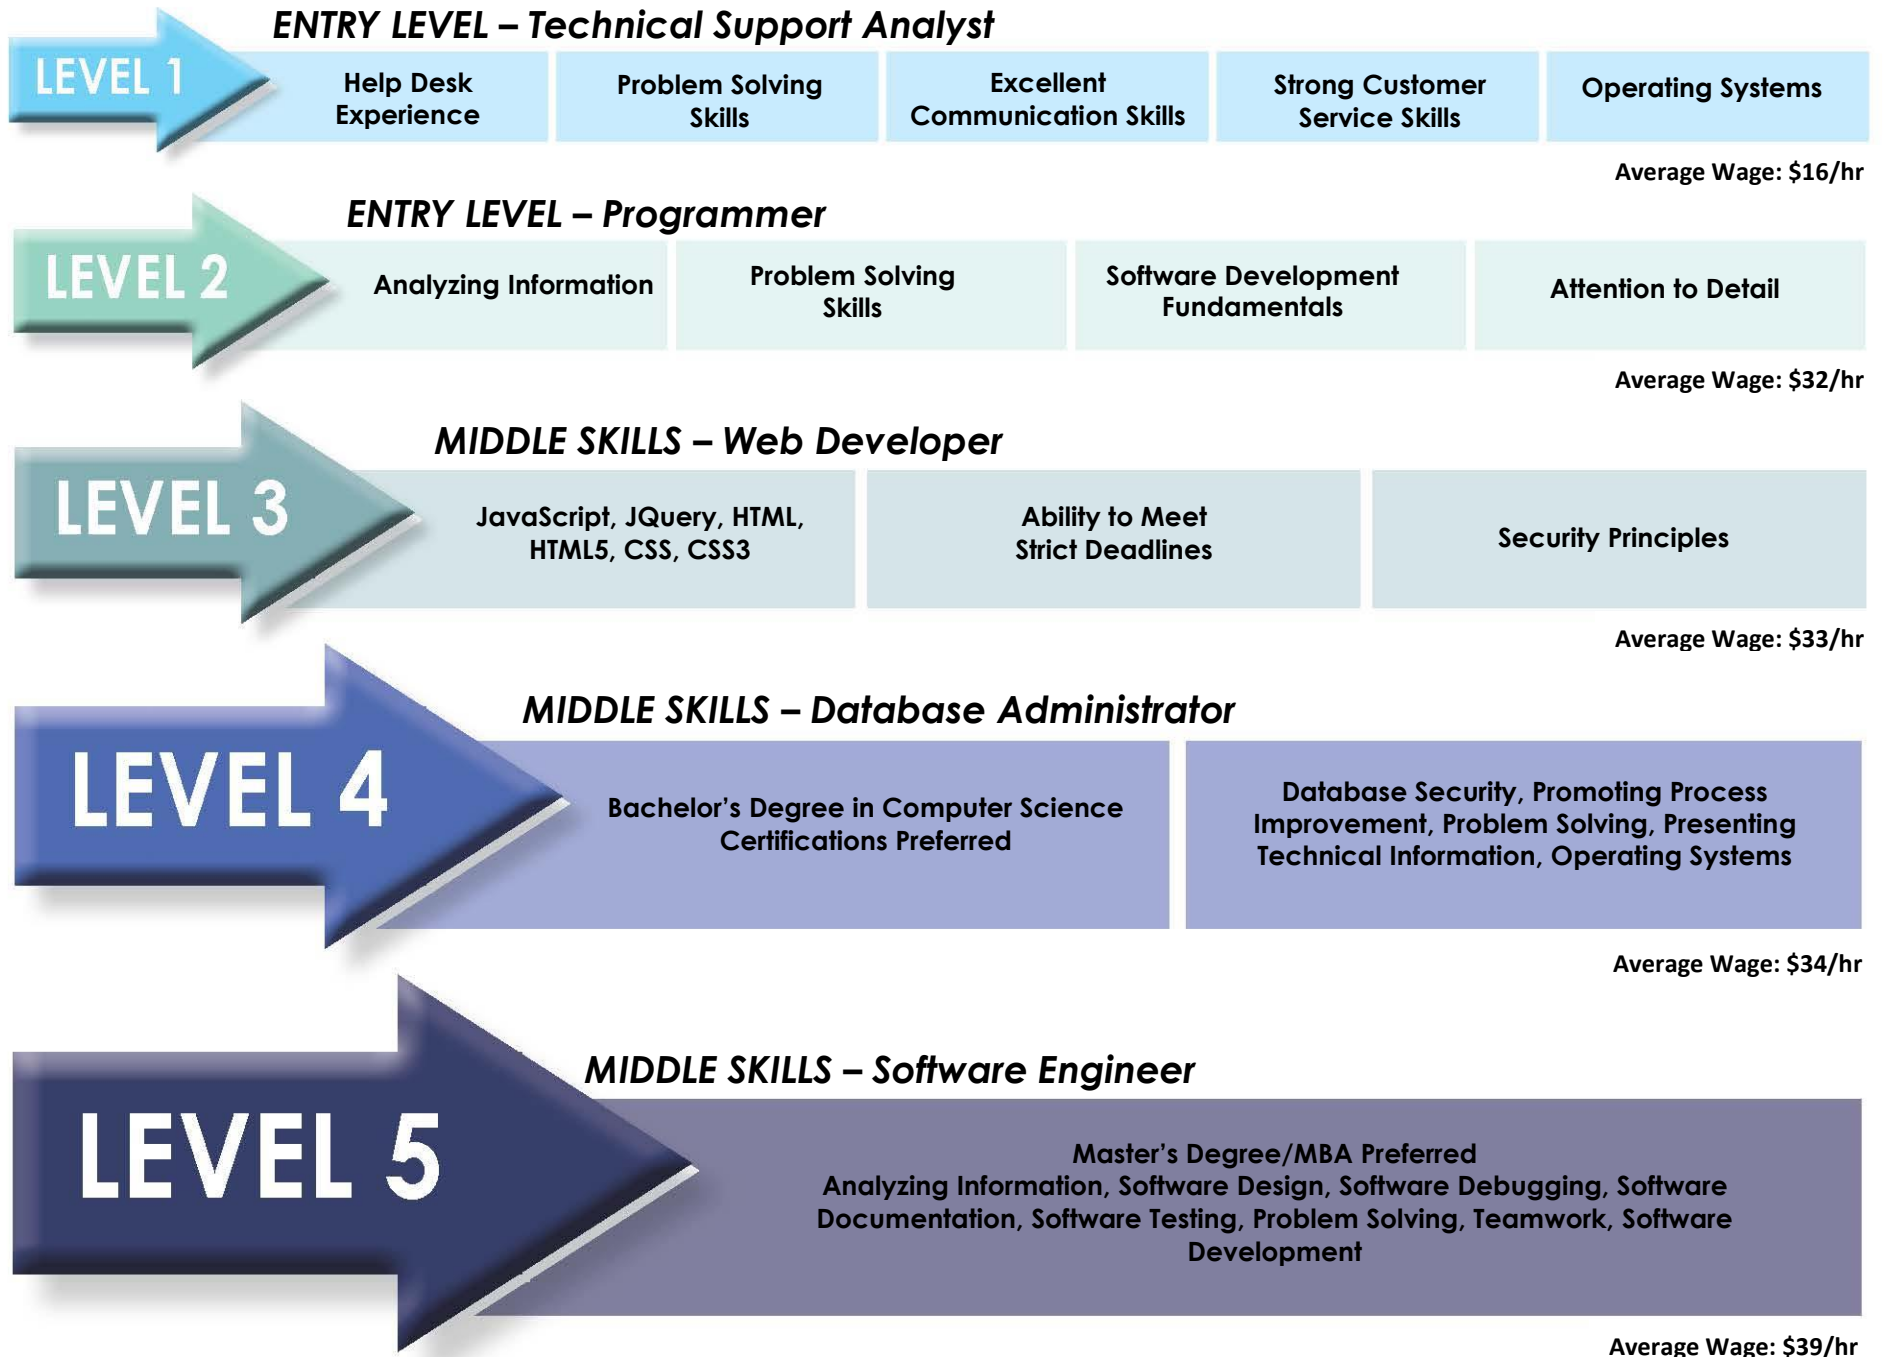 ENTRY LEVEL – Technical Support Analyst
LEVEL 1
Help Desk
Experience
Problem Solving
Skills
Excellent
Communication Skills
Strong Customer
Service Skills
Operating Systems
Average Wage: $16/hr
ENTRY LEVEL – Programmer
LEVEL 2
Analyzing Information
Problem Solving
Skills
Software Development
Fundamentals
Attention to Detail
Average Wage: $32/hr
MIDDLE SKILLS – Web Developer
LEVEL 3
JavaScript, JQuery, HTML,
HTML5, CSS, CSS3
Ability to Meet
Strict Deadlines
Security Principles
Average Wage: $33/hr
MIDDLE SKILLS – Database Administrator
LEVEL 4
Bachelor’s Degree in Computer Science
Certifications Preferred
Database Security, Promoting Process
Improvement, Problem Solving, Presenting
Technical Information, Operating Systems
Average Wage: $34/hr
MIDDLE SKILLS – Software Engineer
LEVEL 5
Master’s Degree/MBA Preferred
Analyzing Information, Software Design, Software Debugging, Software
Documentation, Software Testing, Problem Solving, Teamwork, Software
Development
Average Wage: $39/hr